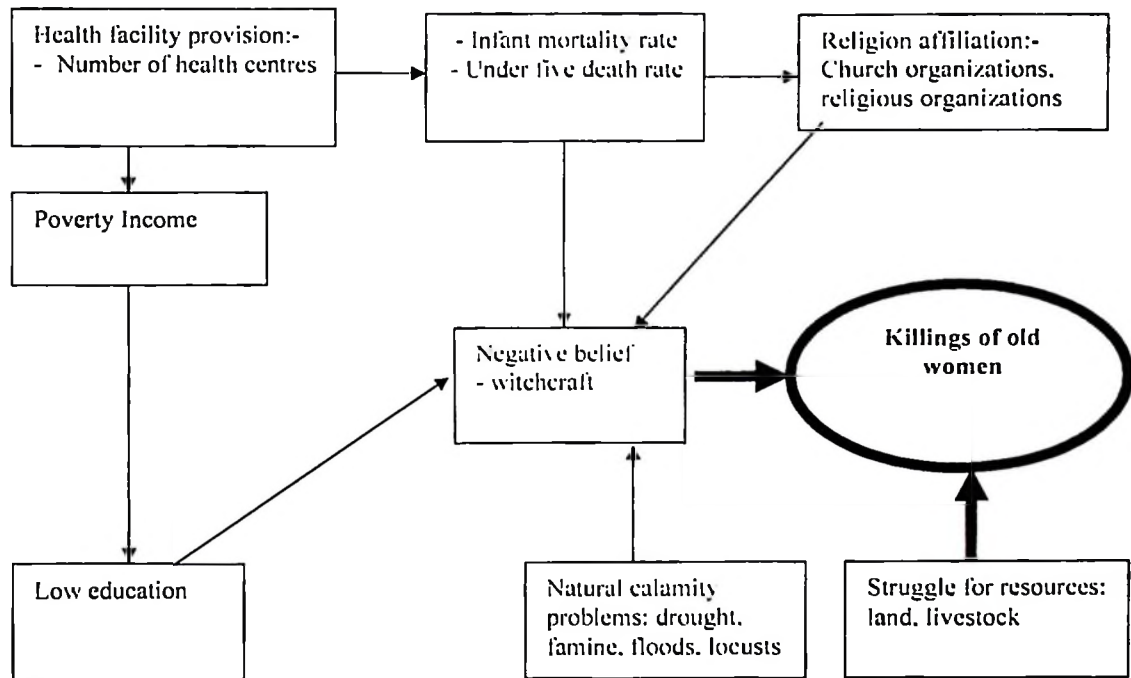 Health facility provision:-
- Number of health centres
- Infant mortality rate
- Under five death rate
Religion affiliation:-
Church organizations,
religious organizations
Poverty Income
Negative belief
- witchcraft
Killings of old
women
Low education
Natural calamity
problems: drought,
famine, floods, locusts
Struggle for resources:
land, livestock